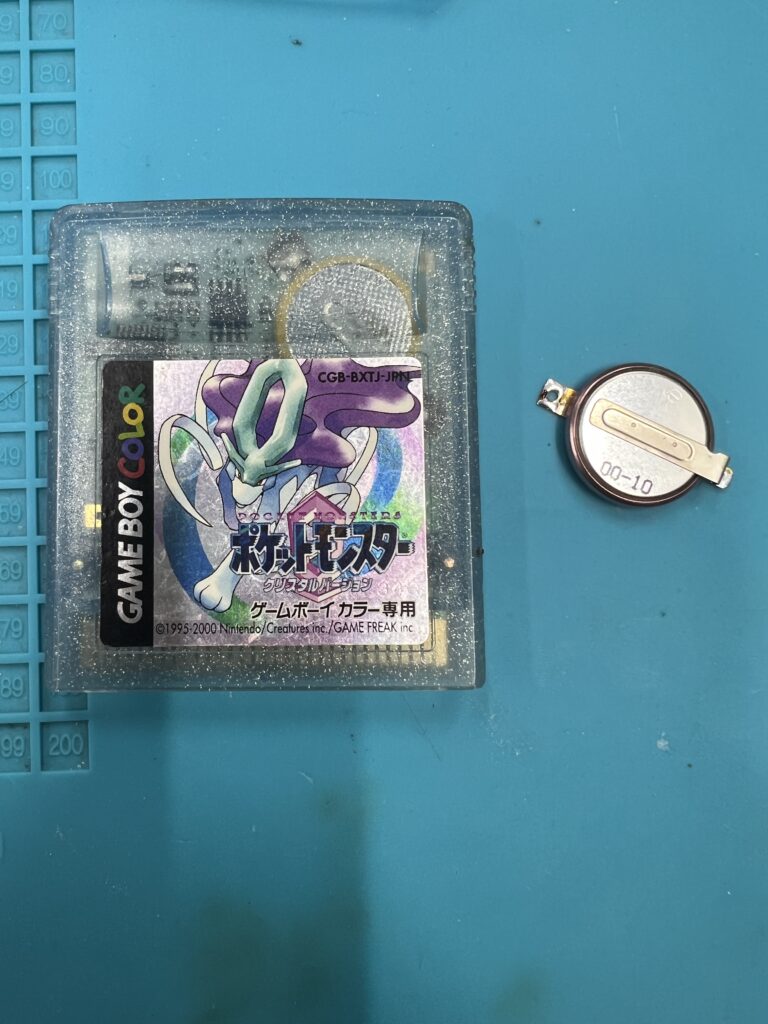 70
80
90
100
200
CGB-BXTJ-JPN
GAME BOY COLOR
POCKET MONSTERS
ポケットモンスター
クリスタルバージョン
ゲームボーイカラー専用
©1995-2000 Nintendo/Creatures inc./GAME FREAK inc
00-10